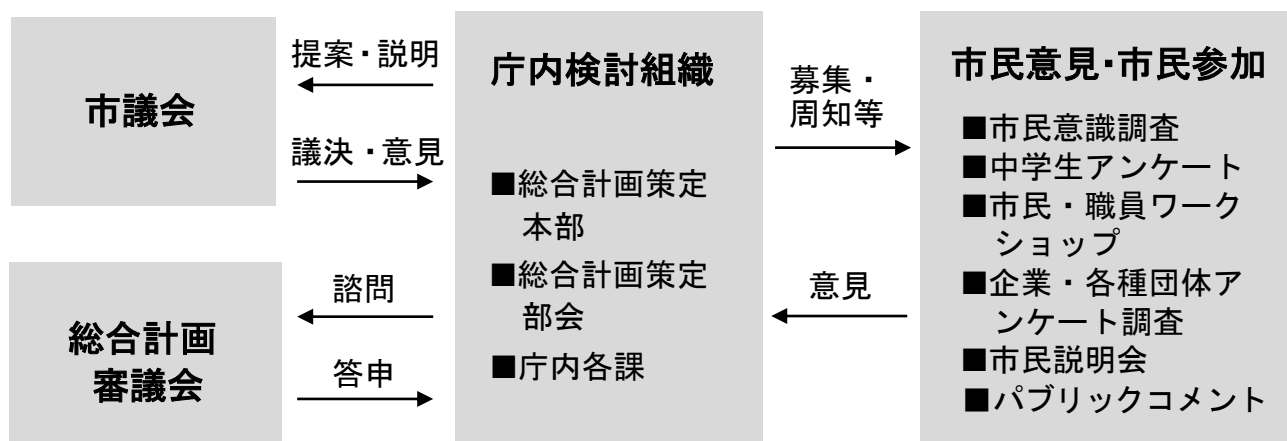 市議会
提案・説明
議決・意見
総合計画
審議会
諮問
答申
庁内検討組織
■総合計画策定
本部
■総合計画策定
部会
■庁内各課
募集・
周知等
意見
市民意見・市民参加
■市民意識調査
■中学生アンケート
■市民・職員ワーク
ショップ
■企業・各種団体ア
ンケート調査
■市民説明会
■パブリックコメント